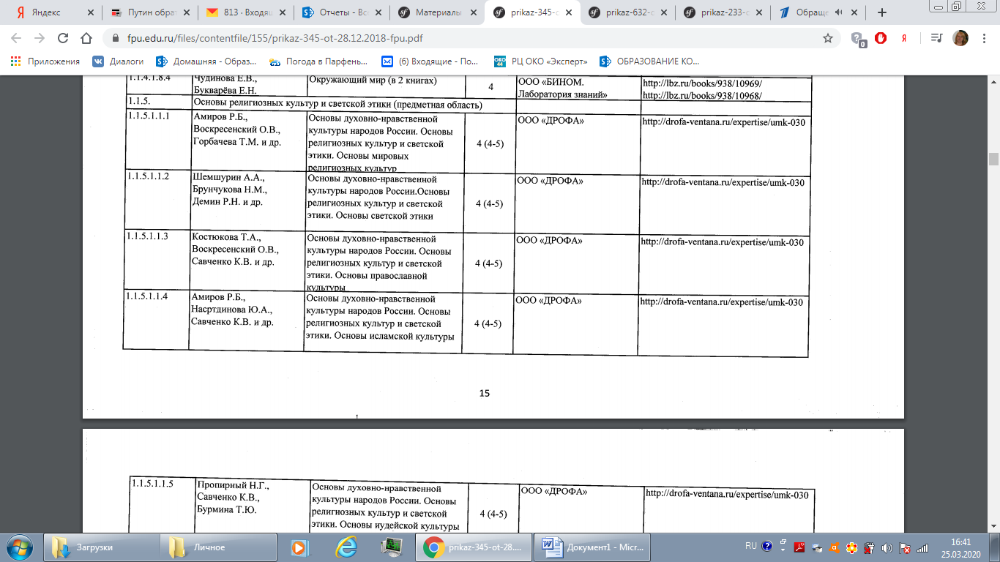 Яндекс
Путин обрат
813 · Входящ
Отчеты - Вс
Материалы
prikaz-345-о
prikaz-632-с
prikaz-233-с
Обраще
fpu.edu.ru/files/contentfile/155/prikaz-345-ot-28.12.2018-fpu.pdf
0
Приложения
Диалоги
Домашняя - Образ...
Погода в Парфень...
(6) Входящие - По...
РЦ ОКО «Эксперт»
ОБРАЗОВАНИЕ КО...
1.1.4.1.8.4
Чудинова Е.В.,
Букварёва Е.Н.
Окружающий мир (в 2 книгах)
4
ООО «БИНОМ.
Лаборатория знаний»
http://lbz.ru/books/938/10969/
http://lbz.ru/books/938/10968/
1.1.5.
Основы религиозных культур и светской этики (предметная область)
1.1.5.1.1.1
Амиров Р.Б.,
Воскресенский О.В.,
Горбачева Т.М. и др.
Основы духовно-нравственной
культуры народов России. Основы
религиозных культур и светской
этики. Основы мировых
религиозных культур
4 (4-5)
ООО «ДРОФА»
http://drofa-ventana.ru/expertise/umk-030
1.1.5.1.1.2
Шемшурин А.А.,
Брунчукова Н.М.,
Демин Р.Н. и др.
Основы духовно-нравственной
культуры народов России.Основы
религиозных культур и светской
этики. Основы светской этики
4 (4-5)
ООО «ДРОФА»
http://drofa-ventana.ru/expertise/umk-030
1.1.5.1.1.3
Костюкова Т.А.,
Воскресенский О.В.,
Савченко К.В. и др.
Основы духовно-нравственной
культуры народов России. Основы
религиозных культур и светской
этики. Основы православной
культуры
4 (4-5)
ООО «ДРОФА»
http://drofa-ventana.ru/expertise/umk-030
1.1.5.1.1.4
Амиров Р.Б.,
Насртдинова Ю.А.,
Савченко К.В. и др.
Основы духовно-нравственной
культуры народов России. Основы
религиозных культур и светской
этики. Основы исламской культуры
4 (4-5)
ООО «ДРОФА»
http://drofa-ventana.ru/expertise/umk-030
15
1.1.5.1.1.5
Пропирный Н.Г.,
Савченко К.В.,
Бурмина Т.Ю.
Основы духовно-нравственной
культуры народов России. Основы
религиозных культур и светской
этики. Основы иудейской культуры
4 (4-5)
ООО «ДРОФА»
http://drofa-ventana.ru/expertise/umk-030
Загрузки
Личное
prikaz-345-ot-28....
Документ1 - Micr...
RU
16:41
25.03.2020